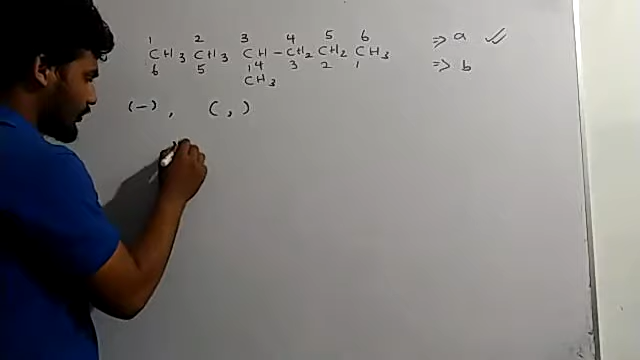 1 2 3 4 5 6 ⇒ a ✓
CH3 CH3 CH - CH2 CH2 CH3
6 5 4 3 2 1 ⇒ b
CH3
(-), ( , )